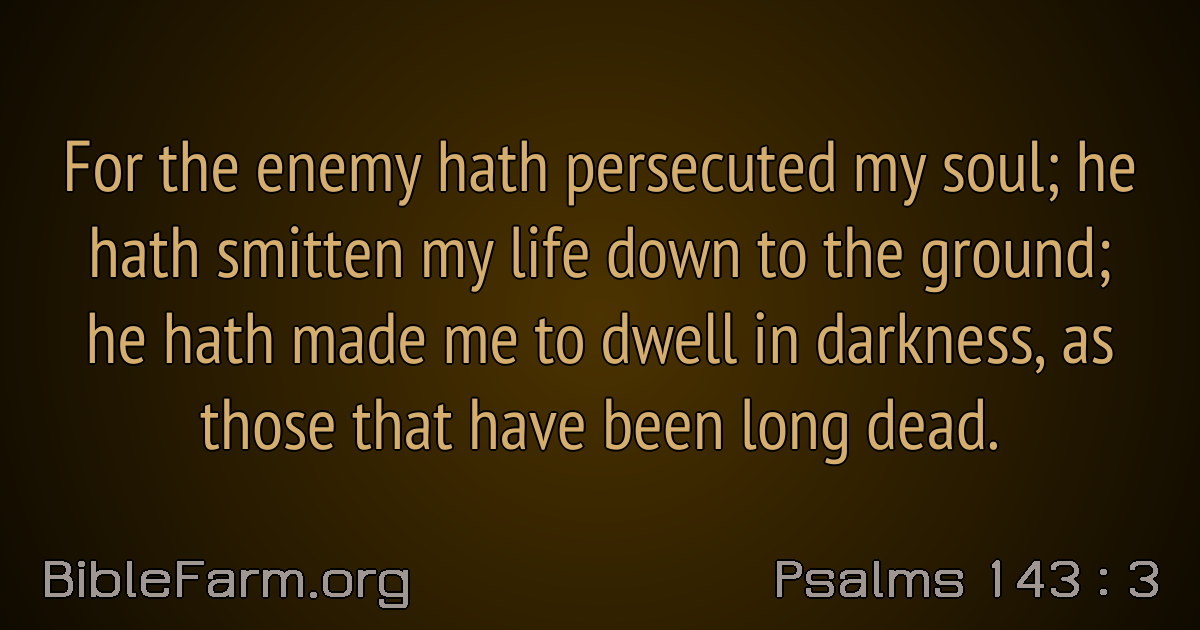 For the enemy hath persecuted my soul; he
hath smitten my life down to the ground;
he hath made me to dwell in darkness, as
those that have been long dead.
BibleFarm.org
Psalms 143 : 3